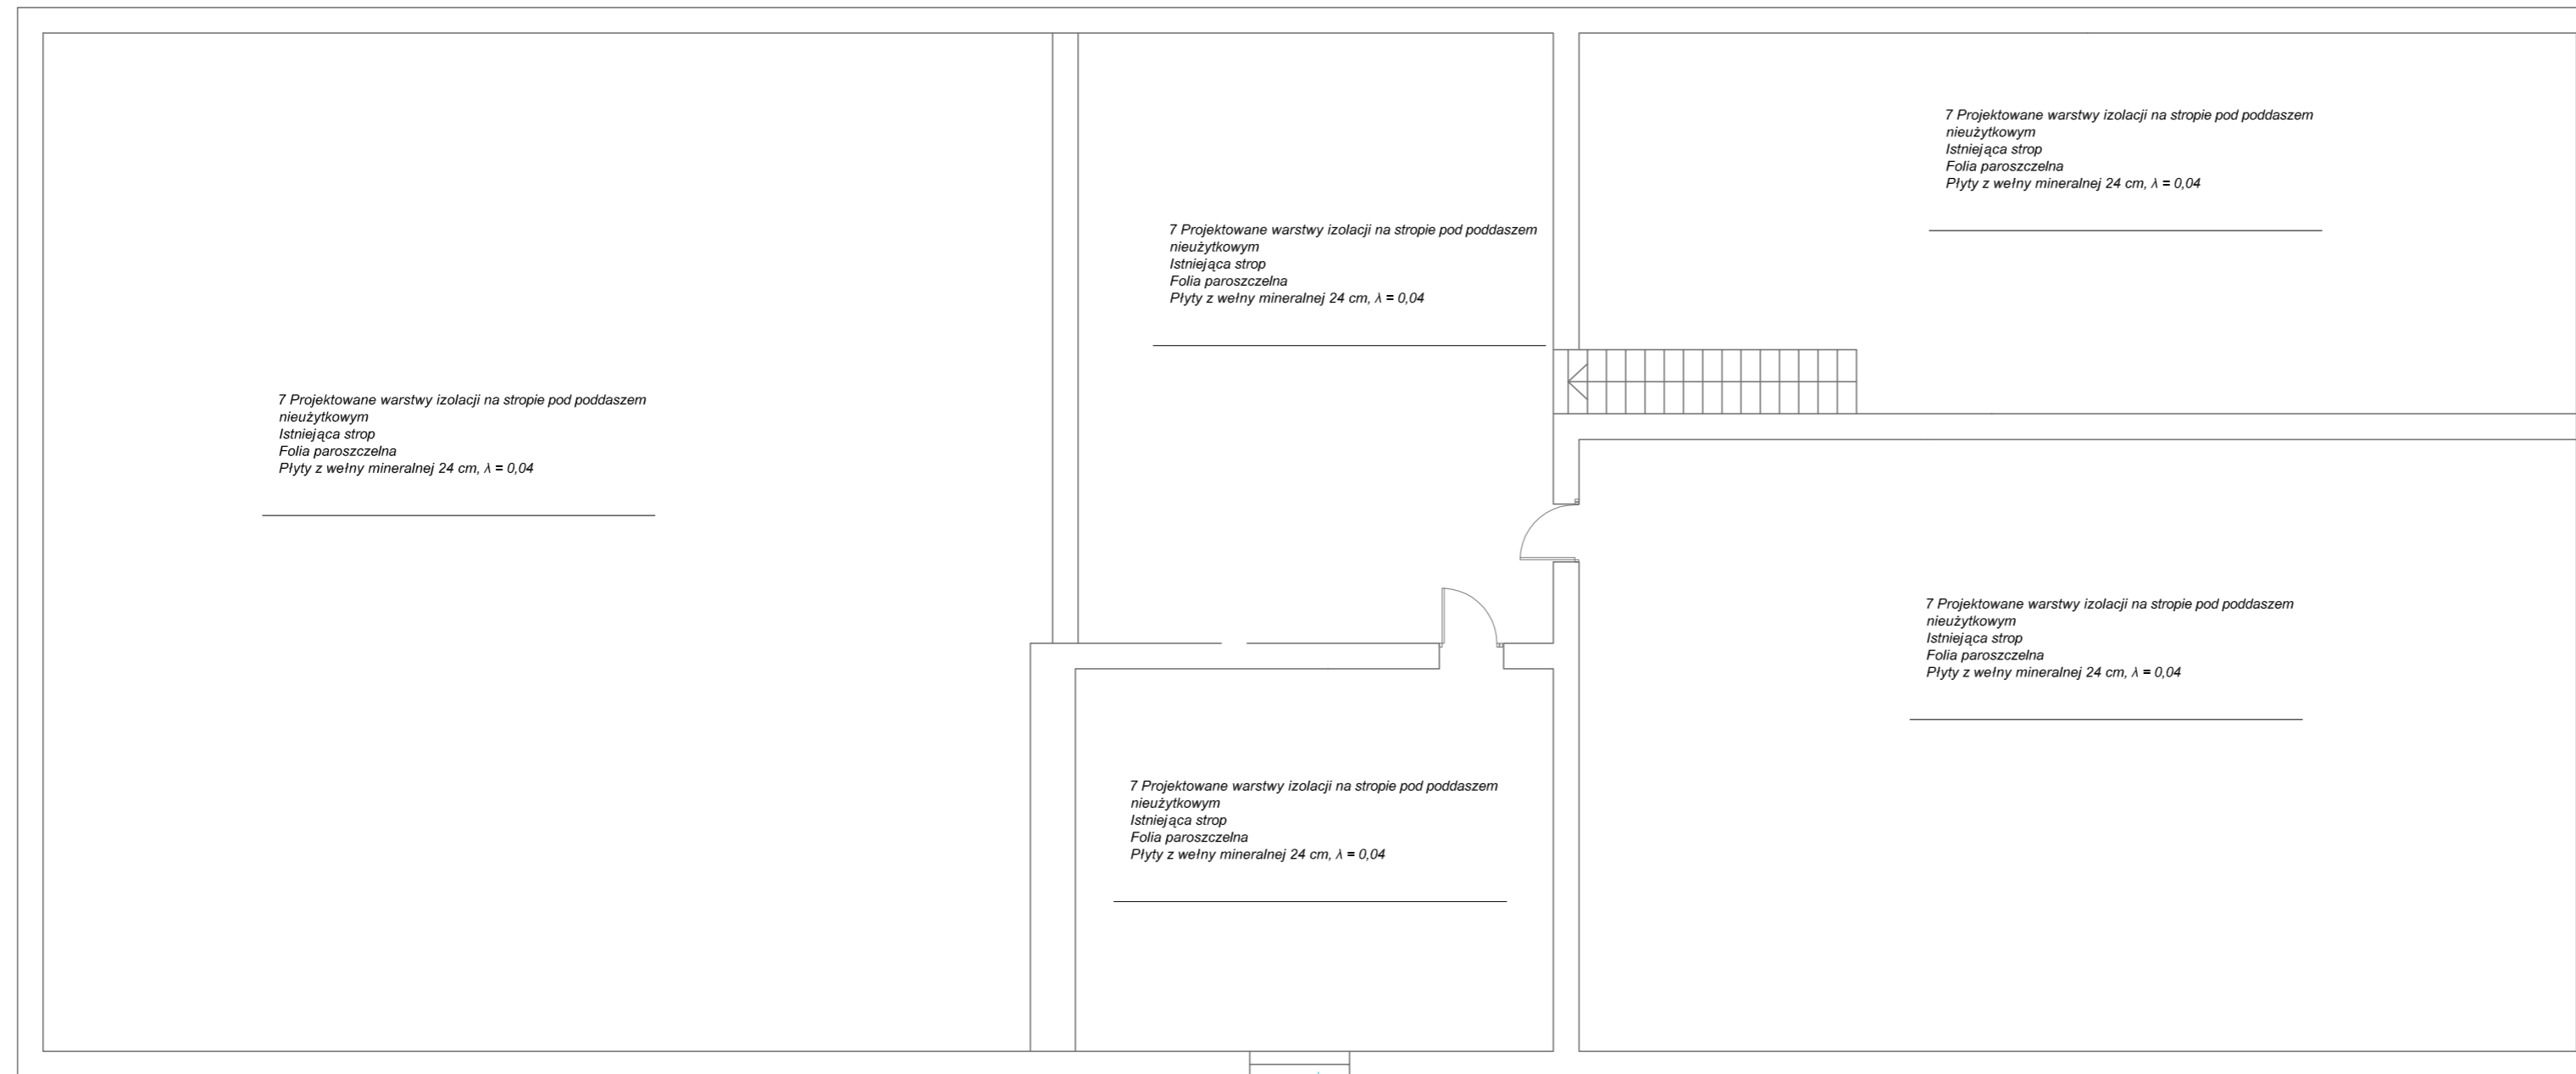 7 Projektowane warstwy izolacji na stropie pod poddaszem
nieużytkowym
Istniejąca strop
Folia paroszczelna
Płyty z wełny mineralnej 24 cm, λ = 0,04
7 Projektowane warstwy izolacji na stropie pod poddaszem
nieużytkowym
Istniejąca strop
Folia paroszczelna
Płyty z wełny mineralnej 24 cm, λ = 0,04
7 Projektowane warstwy izolacji na stropie pod poddaszem
nieużytkowym
Istniejąca strop
Folia paroszczelna
Płyty z wełny mineralnej 24 cm, λ = 0,04
7 Projektowane warstwy izolacji na stropie pod poddaszem
nieużytkowym
Istniejąca strop
Folia paroszczelna
Płyty z wełny mineralnej 24 cm, λ = 0,04
7 Projektowane warstwy izolacji na stropie pod poddaszem
nieużytkowym
Istniejąca strop
Folia paroszczelna
Płyty z wełny mineralnej 24 cm, λ = 0,04